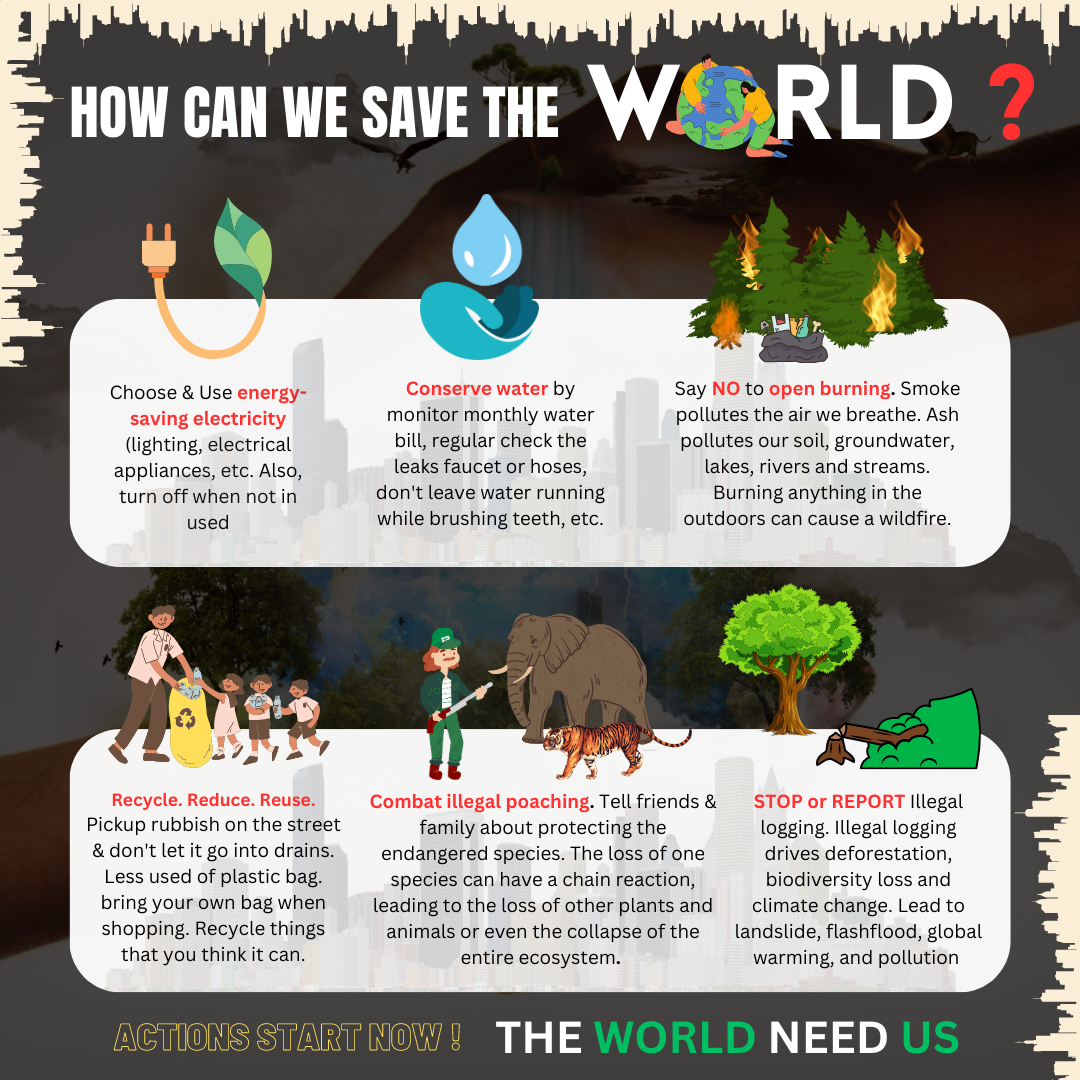 HOW CAN WE SAVE THE WORLD ?
Choose & Use energy-
saving electricity
(lighting, electrical
appliances, etc. Also,
turn off when not in
used
Conserve water by
monitor monthly water
bill, regular check the
leaks faucet or hoses,
don't leave water running
while brushing teeth, etc.
Say NO to open burning. Smoke
pollutes the air we breathe. Ash
pollutes our soil, groundwater,
lakes, rivers and streams.
Burning anything in the
outdoors can cause a wildfire.
Recycle. Reduce. Reuse.
Pickup rubbish on the street
& don't let it go into drains.
Less used of plastic bag.
bring your own bag when
shopping. Recycle things
that you think it can.
Combat illegal poaching. Tell friends &
family about protecting the
endangered species. The loss of one
species can have a chain reaction,
leading to the loss of other plants and
animals or even the collapse of the
entire ecosystem.
STOP or REPORT Illegal
logging. Illegal logging
drives deforestation,
biodiversity loss and
climate change. Lead to
landslide, flashflood, global
warming, and pollution
ACTIONS START NOW !
THE WORLD NEED US